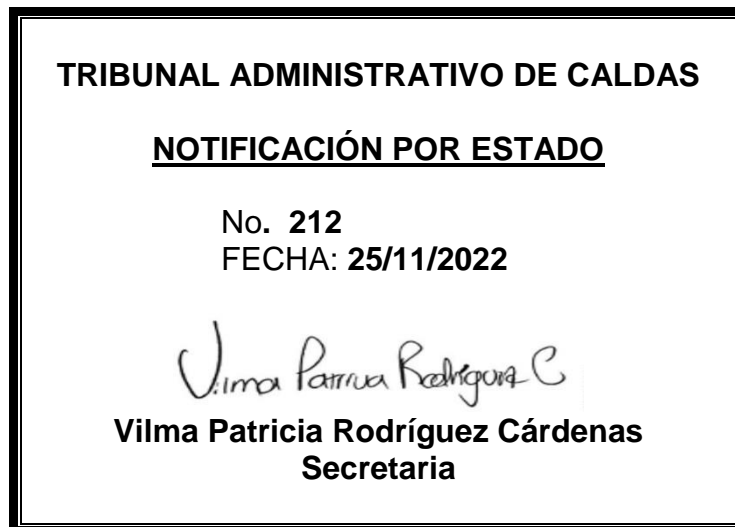 TRIBUNAL ADMINISTRATIVO DE CALDAS
NOTIFICACIÓN POR ESTADO
No. 212
FECHA: 25/11/2022
Vilma Patricia Rodríguez C
Vilma Patricia Rodríguez Cárdenas
Secretaria